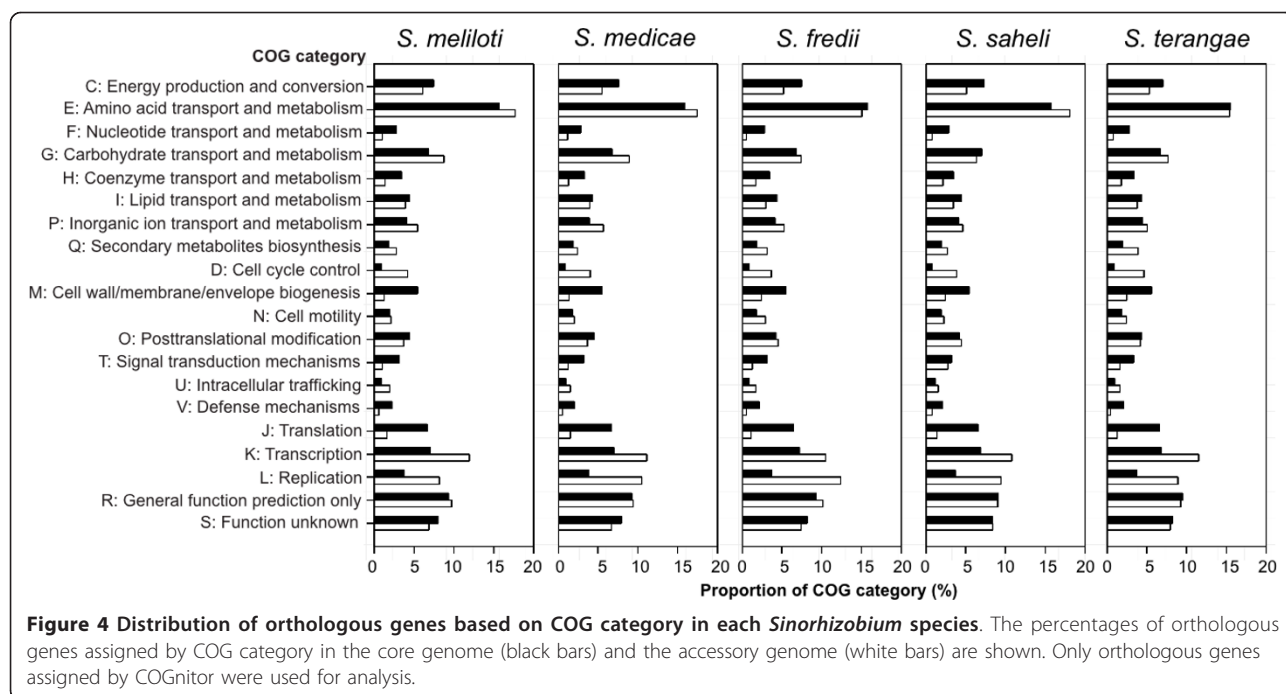 S. meliloti S. medicae S. fredii S. saheli S. terangae
COG category
C: Energy production and conversion
E: Amino acid transport and metabolism
F: Nucleotide transport and metabolism
G: Carbohydrate transport and metabolism
H: Coenzyme transport and metabolism
I: Lipid transport and metabolism
P: Inorganic ion transport and metabolism
Q: Secondary metabolites biosynthesis
D: Cell cycle control
M: Cell wall/membrane/envelope biogenesis
N: Cell motility
O: Posttranslational modification
T: Signal transduction mechanisms
U: Intracellular trafficking
V: Defense mechanisms
J: Translation
K: Transcription
L: Replication
R: General function prediction only
S: Function unknown
0 5 10 15 20 0 5 10 15 20 0 5 10 15 20 0 5 10 15 20 0 5 10 15 20
Proportion of COG category (%)
Figure 4 Distribution of orthologous genes based on COG category in each Sinorhizobium species. The percentages of orthologous
genes assigned by COG category in the core genome (black bars) and the accessory genome (white bars) are shown. Only orthologous genes
assigned by COGnitor were used for analysis.